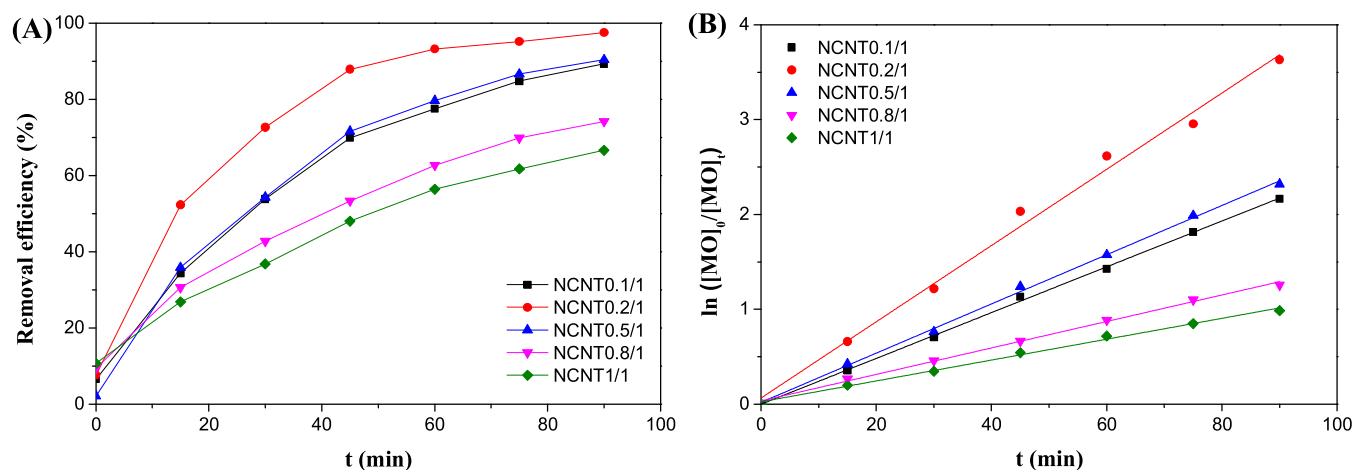 (A)
100
80
60
40
20
0
Removal efficiency (%)
NCNT0.1/1
NCNT0.2/1
NCNT0.5/1
NCNT0.8/1
NCNT1/1
0 20 40 60 80 100
t (min)
(B)
4
3
2
1
0
ln ([MO]0/[MO]t)
NCNT0.1/1
NCNT0.2/1
NCNT0.5/1
NCNT0.8/1
NCNT1/1
0 20 40 60 80 100
t (min)